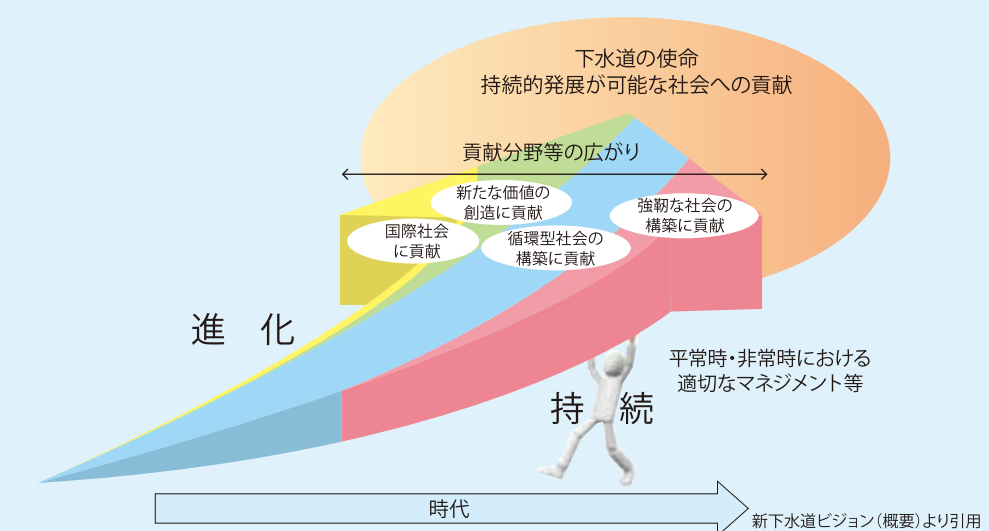 下水道の使命
持続的発展が可能な社会への貢献
貢献分野等の広がり
新たな価値の
創造に貢献
強靭な社会の
構築に貢献
国際社会
に貢献
循環型社会の
構築に貢献
進 化
平常時・非常時における
適切なマネジメント等
持 続
時代
新下水道ビジョン（概要）より引用